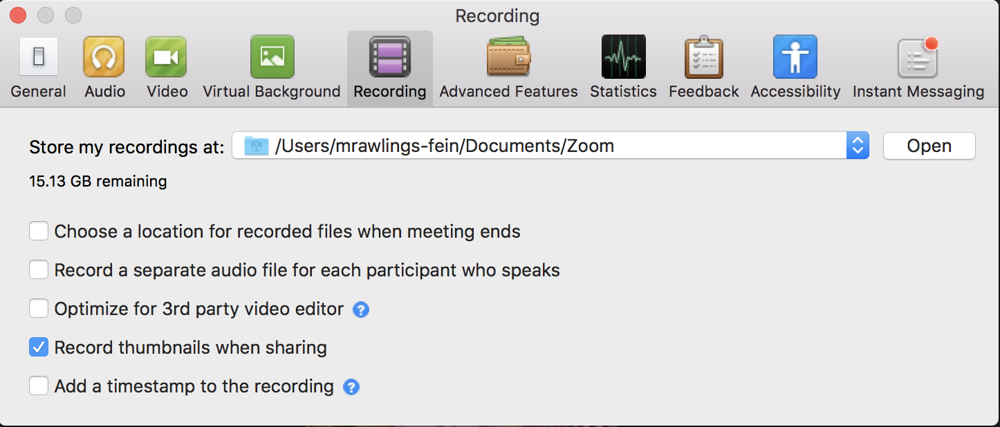 Recording
General Audio Video Virtual Background Recording Advanced Features Statistics Feedback Accessibility Instant Messaging
Store my recordings at: /Users/mrawlings-fein/Documents/Zoom Open
15.13 GB remaining
Choose a location for recorded files when meeting ends
Record a separate audio file for each participant who speaks
Optimize for 3rd party video editor ?
Record thumbnails when sharing
Add a timestamp to the recording ?